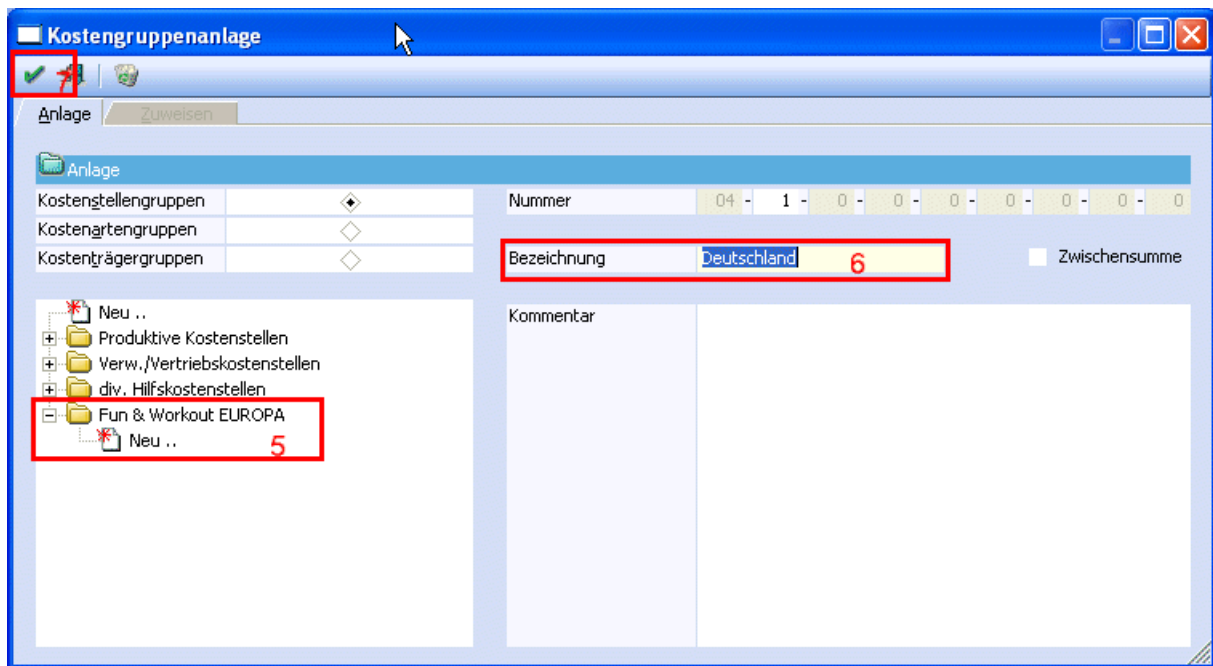 Kostengruppenanlage
7
Anlage Zuweisen
Anlage
Kostenstellengruppen
Kostenartengruppen
Kostenträgergruppen
Nummer 04 - 1 - 0 - 0 - 0 - 0 - 0 - 0 - 0
Bezeichnung Deutschland 6 Zwischensumme
Neu ..
Produktive Kostenstellen
Verw./Vertriebskostenstellen
div. Hilfskostenstellen
Fun & Workout EUROPA
Neu .. 5
Kommentar